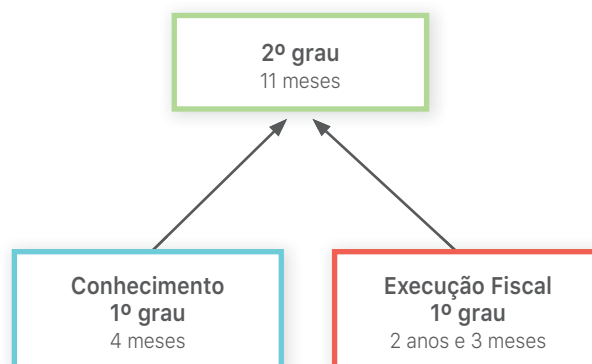 2º grau
11 meses
Conhecimento
1º grau
4 meses
Execução Fiscal
1º grau
2 anos e 3 meses